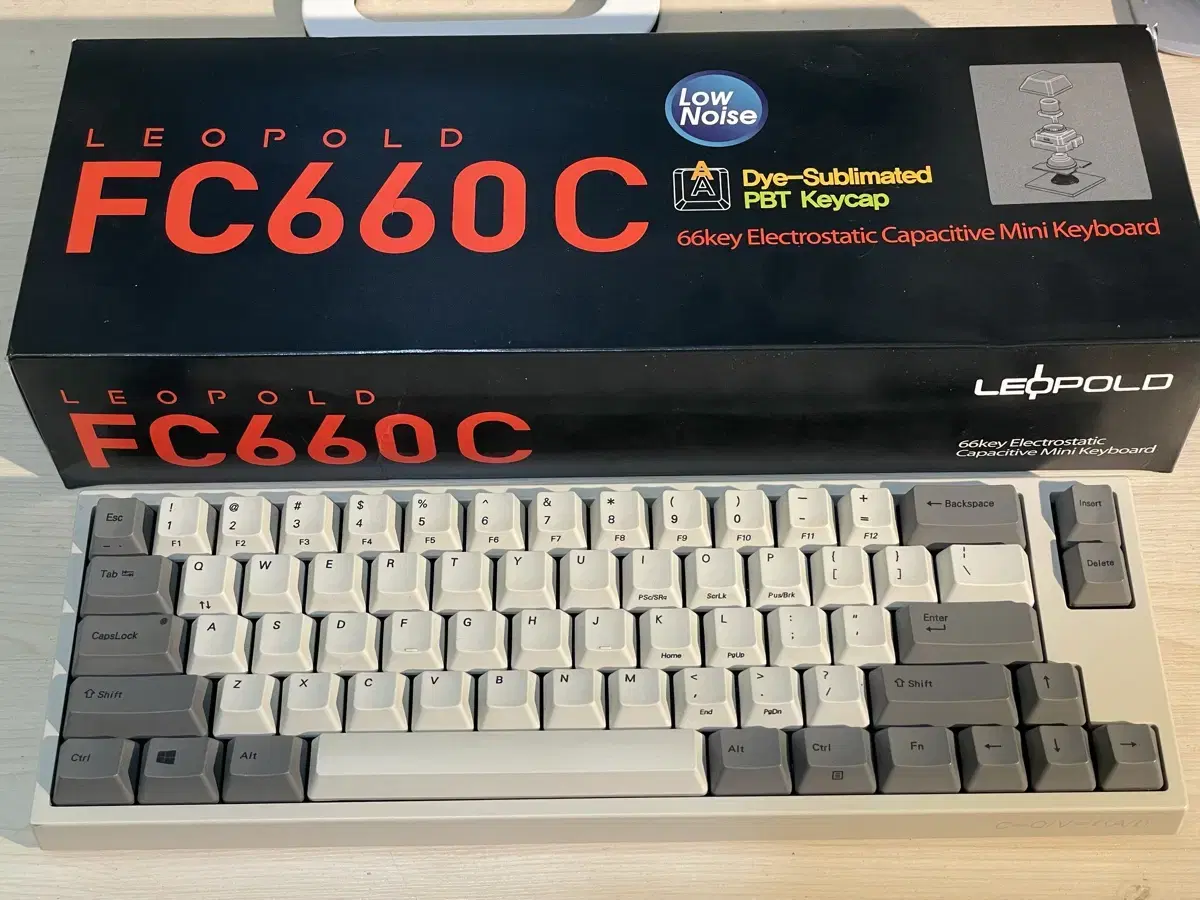 LEOPOLD
FC660C
Low
Noise
A
A
Dye-Sublimated
PBT Keycap
66key Electrostatic Capacitive Mini Keyboard
LEOPOLD
FC660C
LEOPOLD
66key Electrostatic
Capacitive Mini Keyboard
Esc ! 1 @ 2 # 3 $ 4 % 5 ^ 6 & 7 * 8 ( 9 ) 0 — - + = ← Backspace Insert
F1 F2 F3 F4 F5 F6 F7 F8 F9 F10 F11 F12
Tab Q W E R T Y U I O P { [ } ] ¦ \ Delete
↑↓ PSc/SRq ScrLk Pus/Brk
CapsLock A S D F G H J K L : ; " ' Enter
Home PgUp
⇧ Shift Z X C V B N M < , > . ? / ⇧ Shift ↑
End PgDn
Ctrl Alt Alt Ctrl Fn ← ↓ →